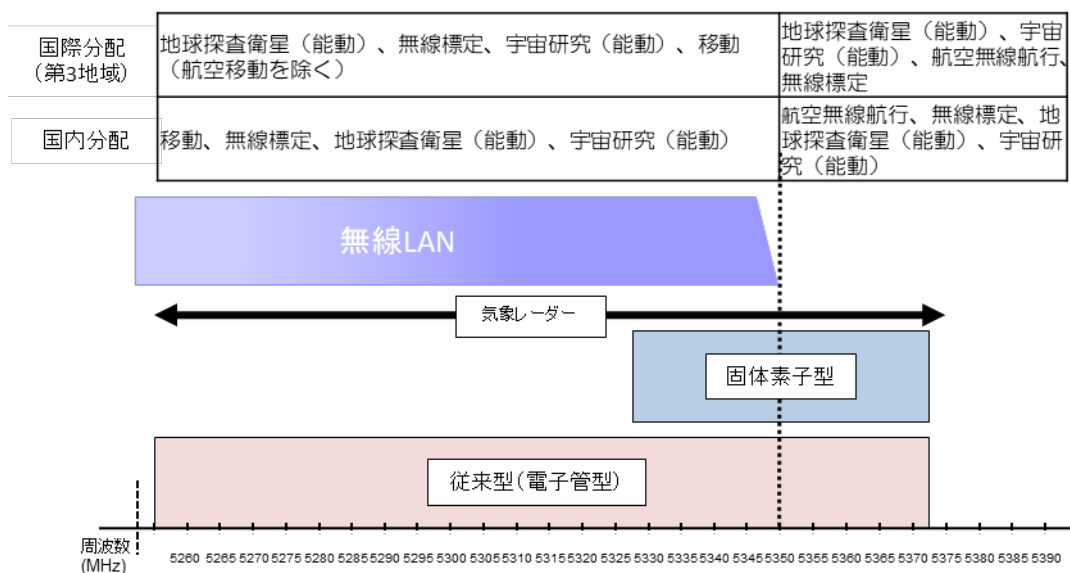 国際分配
(第3地域)
地球探査衛星（能動）、無線標定、宇宙研究（能動）、移動
（航空移動を除く）
地球探査衛星（能動）、宇宙
研究（能動）、航空無線航行、
無線標定
国内分配
移動、無線標定、地球探査衛星（能動）、宇宙研究（能動）
航空無線航行、無線標定、地
球探査衛星（能動）、宇宙研
究（能動）
無線LAN
気象レーダー
固体素子型
従来型(電子管型)
周波数
(MHz)
5260 5265 5270 5275 5280 5285 5290 5295 5300 5305 5310 5315 5320 5325 5330 5335 5340 5345 5350 5355 5360 5365 5370 5375 5380 5385 5390